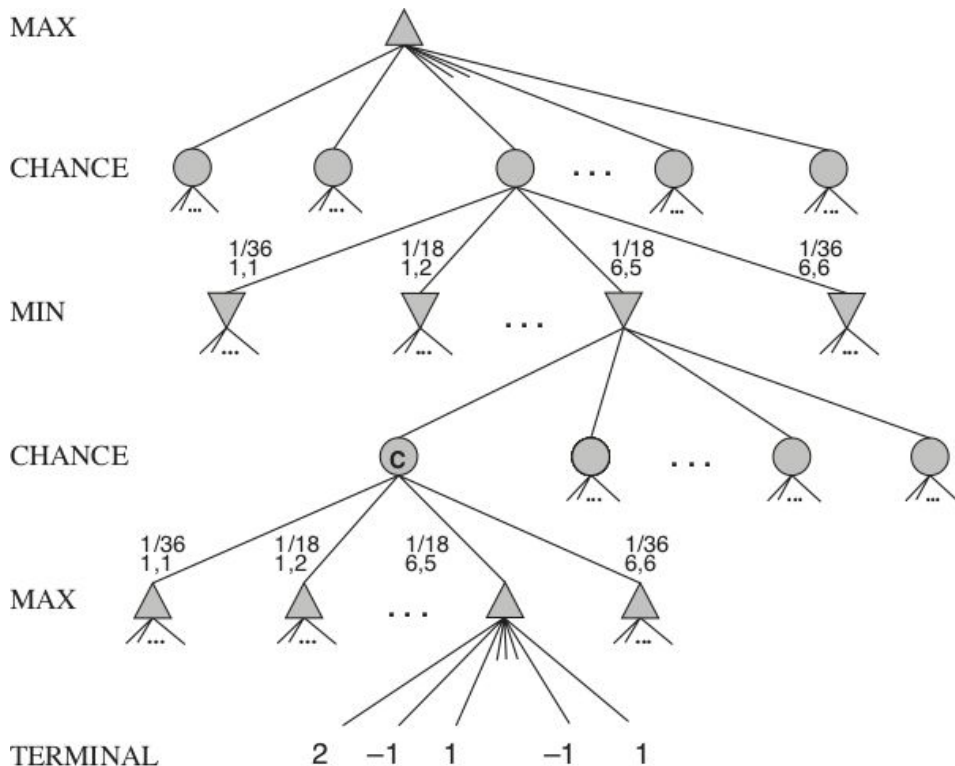 MAX
CHANCE
...
... ... ... ...
1/36 1/18 1/18 1/36
1,1 1,2 6,5 6,6
MIN
...
... ... ...
CHANCE
C
...
... ... ...
1/36 1/18 1/18 1/36
1,1 1,2 6,5 6,6
MAX
...
... ... ...
TERMINAL 2 –1 1 –1 1